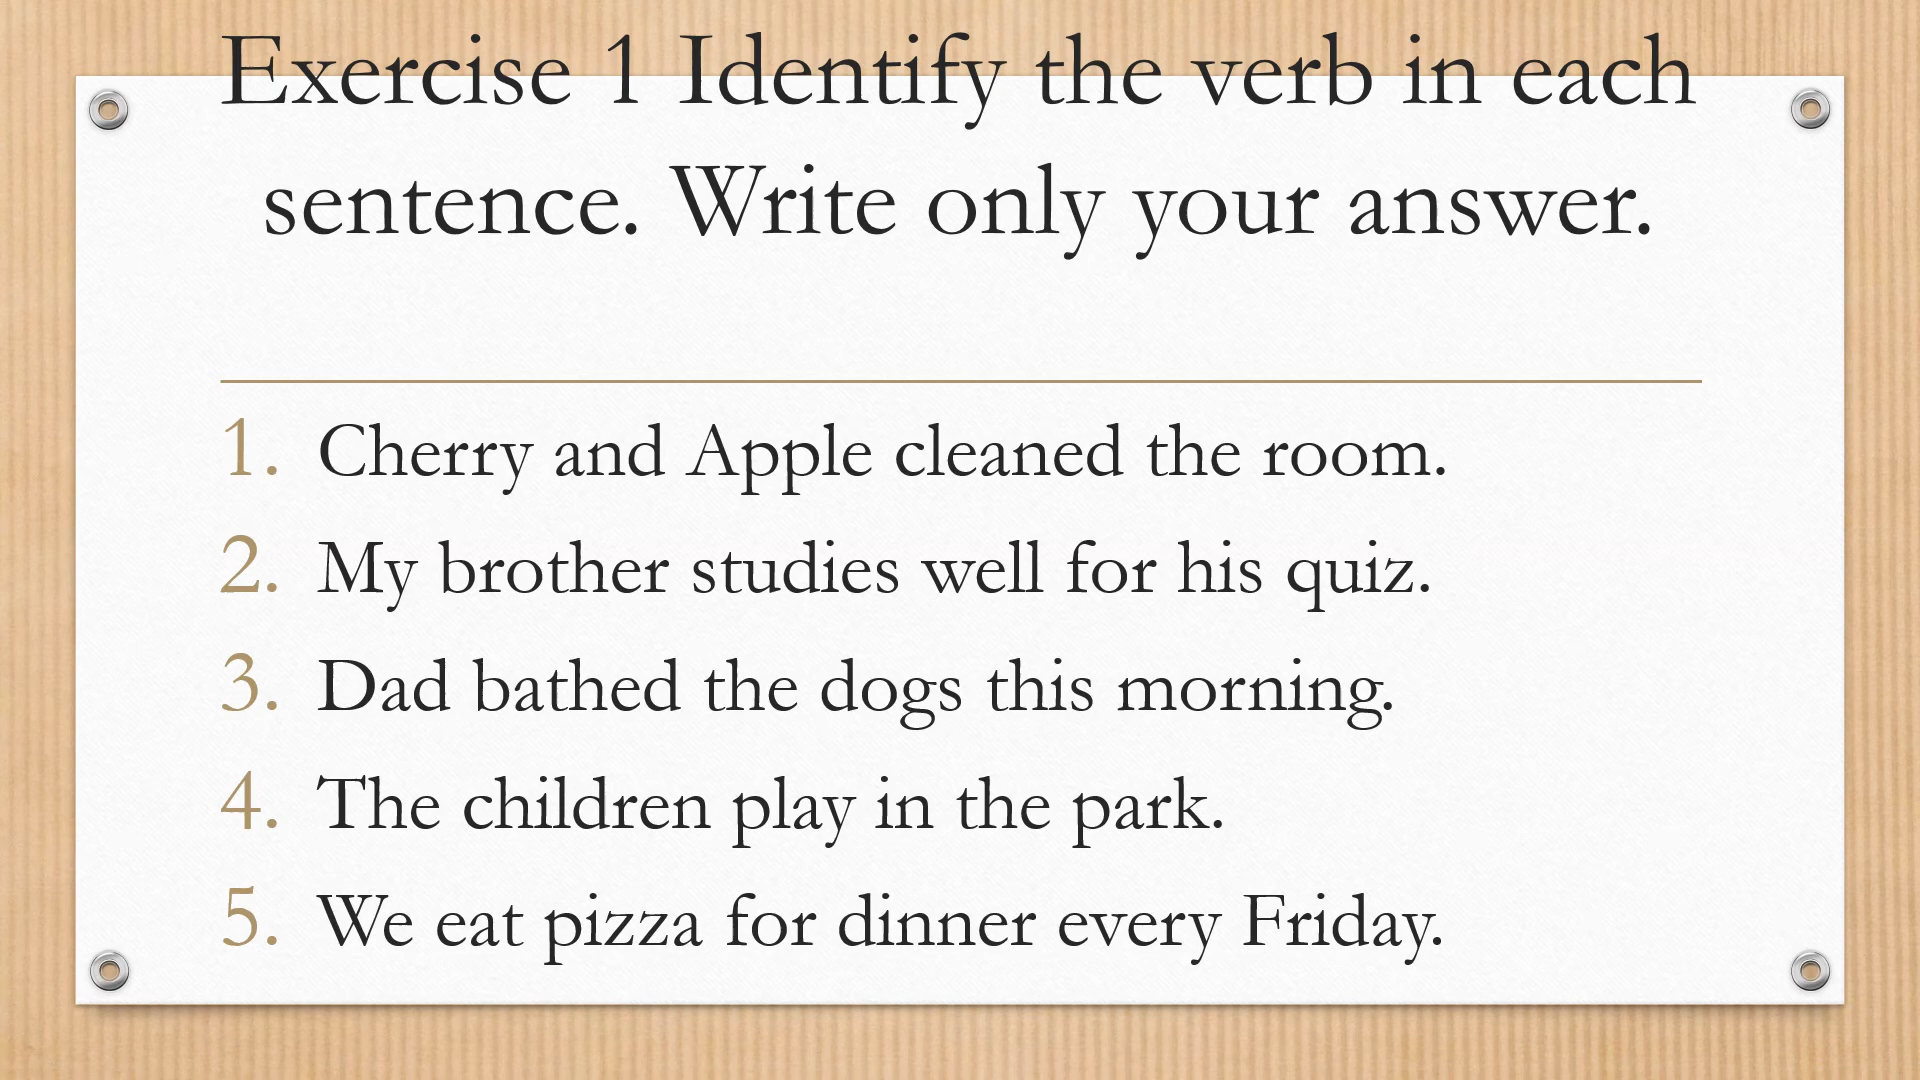 Exercise 1 Identify the verb in each
sentence. Write only your answer.
1. Cherry and Apple cleaned the room.
2. My brother studies well for his quiz.
3. Dad bathed the dogs this morning.
4. The children play in the park.
5. We eat pizza for dinner every Friday.